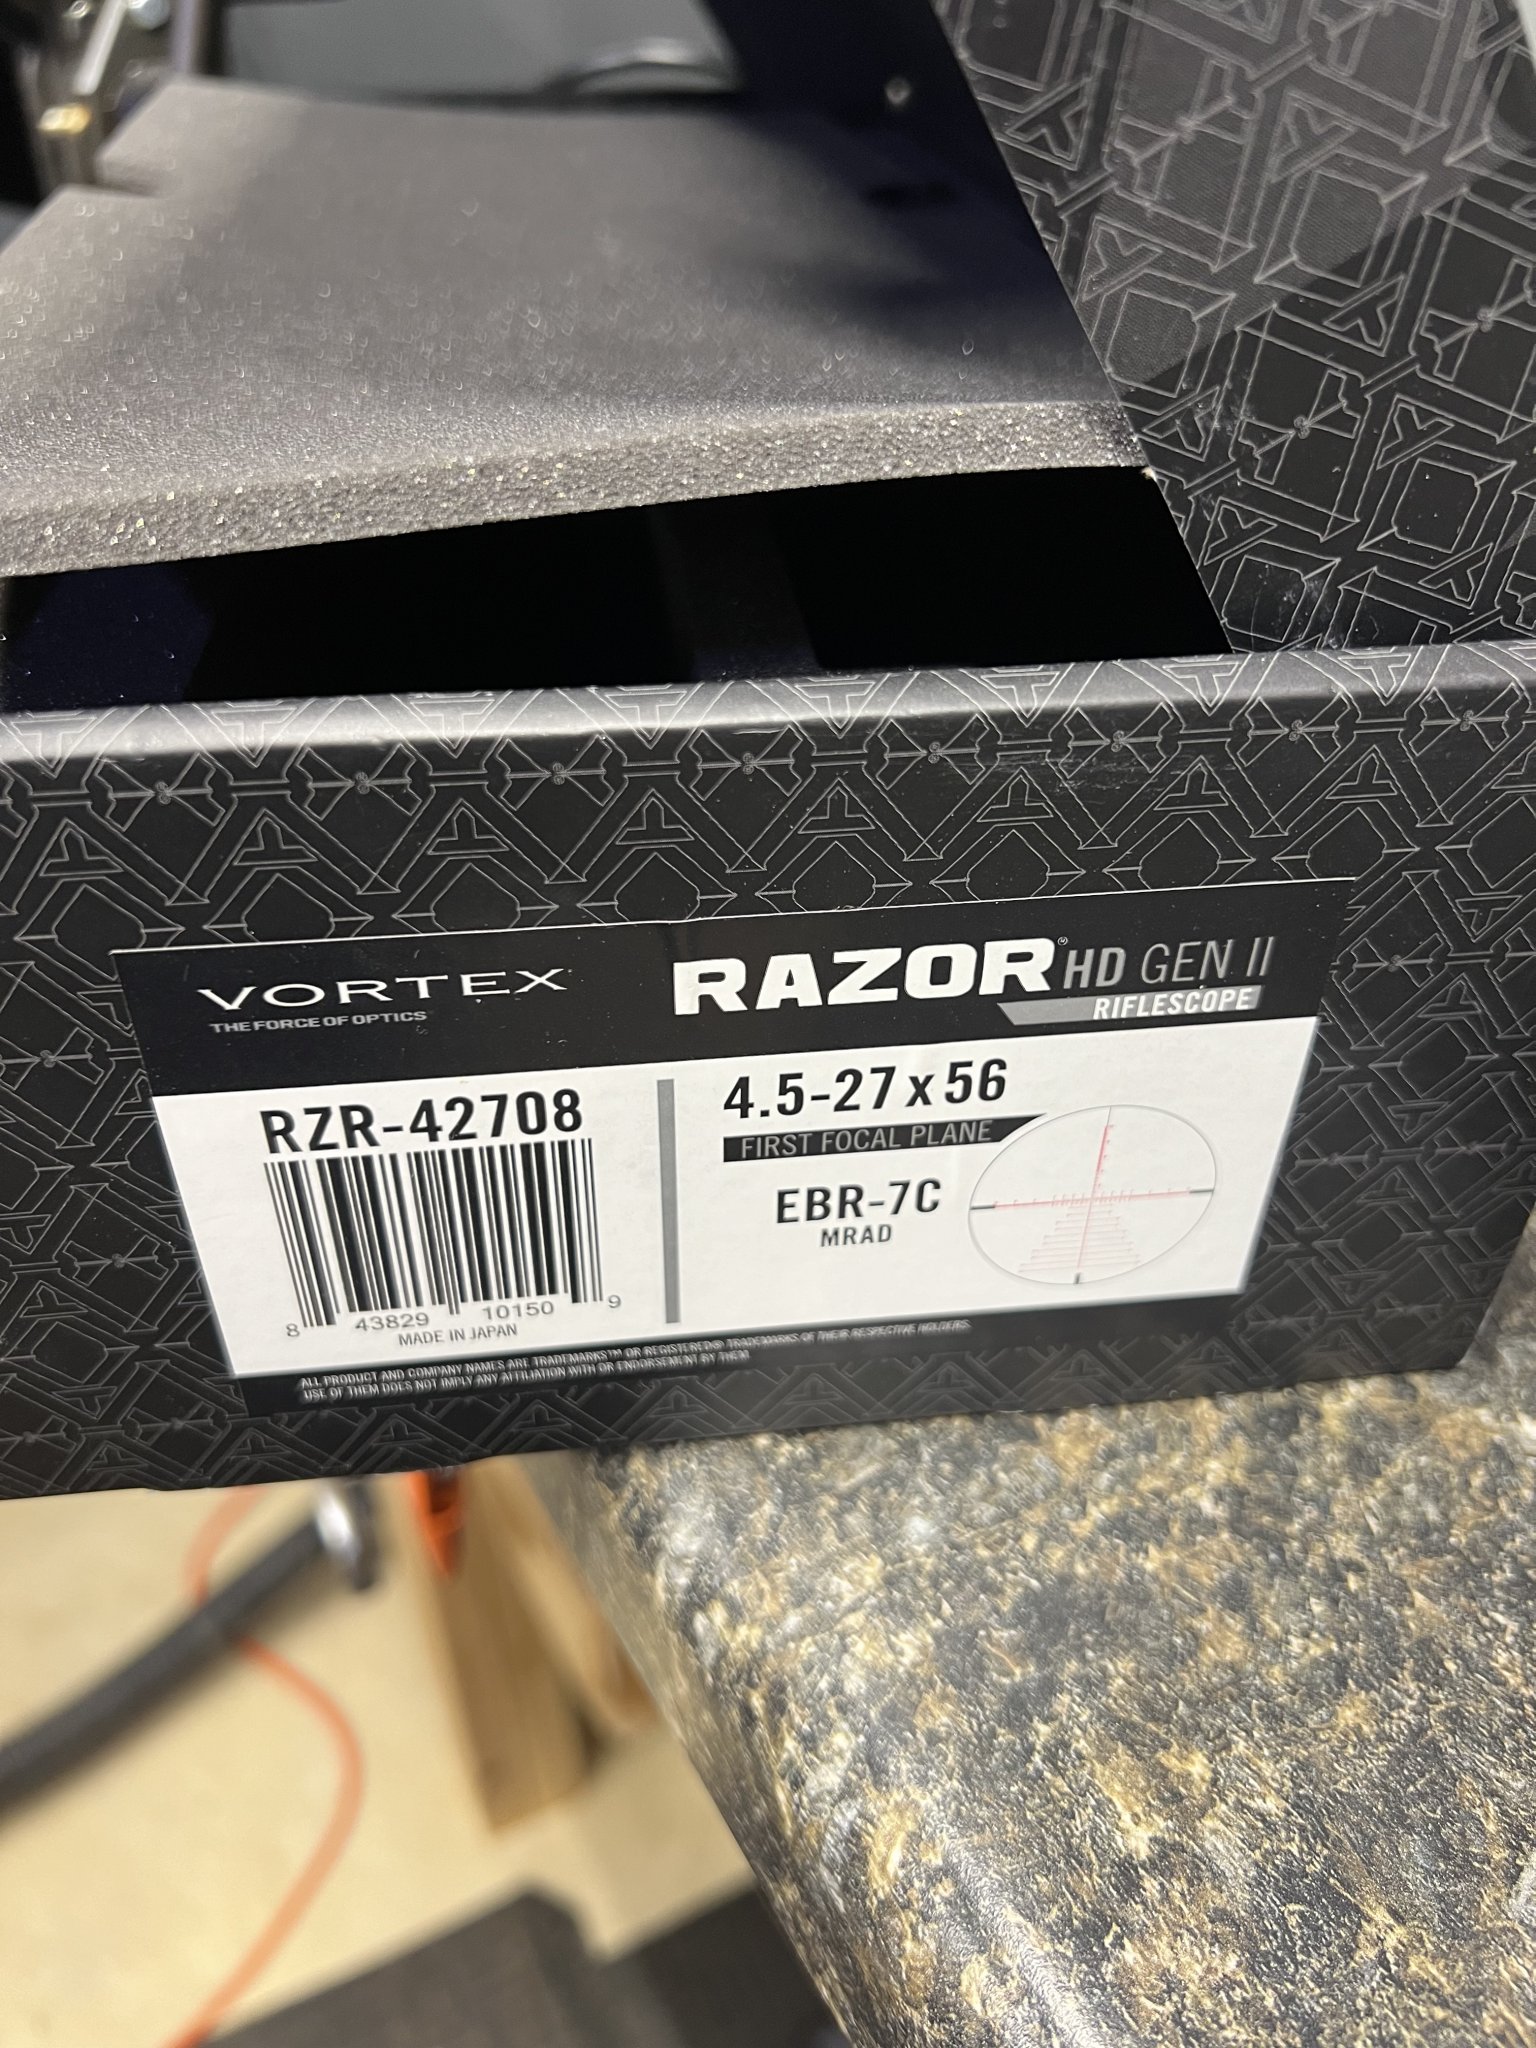 VORTEX
THE FORCE OF OPTICS
RAZOR® HD GEN II
RIFLESCOPE
RZR-42708
8 43829 10150 9
MADE IN JAPAN
4.5-27x56
FIRST FOCAL PLANE
EBR-7C
MRAD
ALL PRODUCT AND COMPANY NAMES ARE TRADEMARKS™ OR REGISTERED® TRADEMARKS OF THEIR RESPECTIVE HOLDERS.
USE OF THEM DOES NOT IMPLY ANY AFFILIATION WITH OR ENDORSEMENT BY THEM.